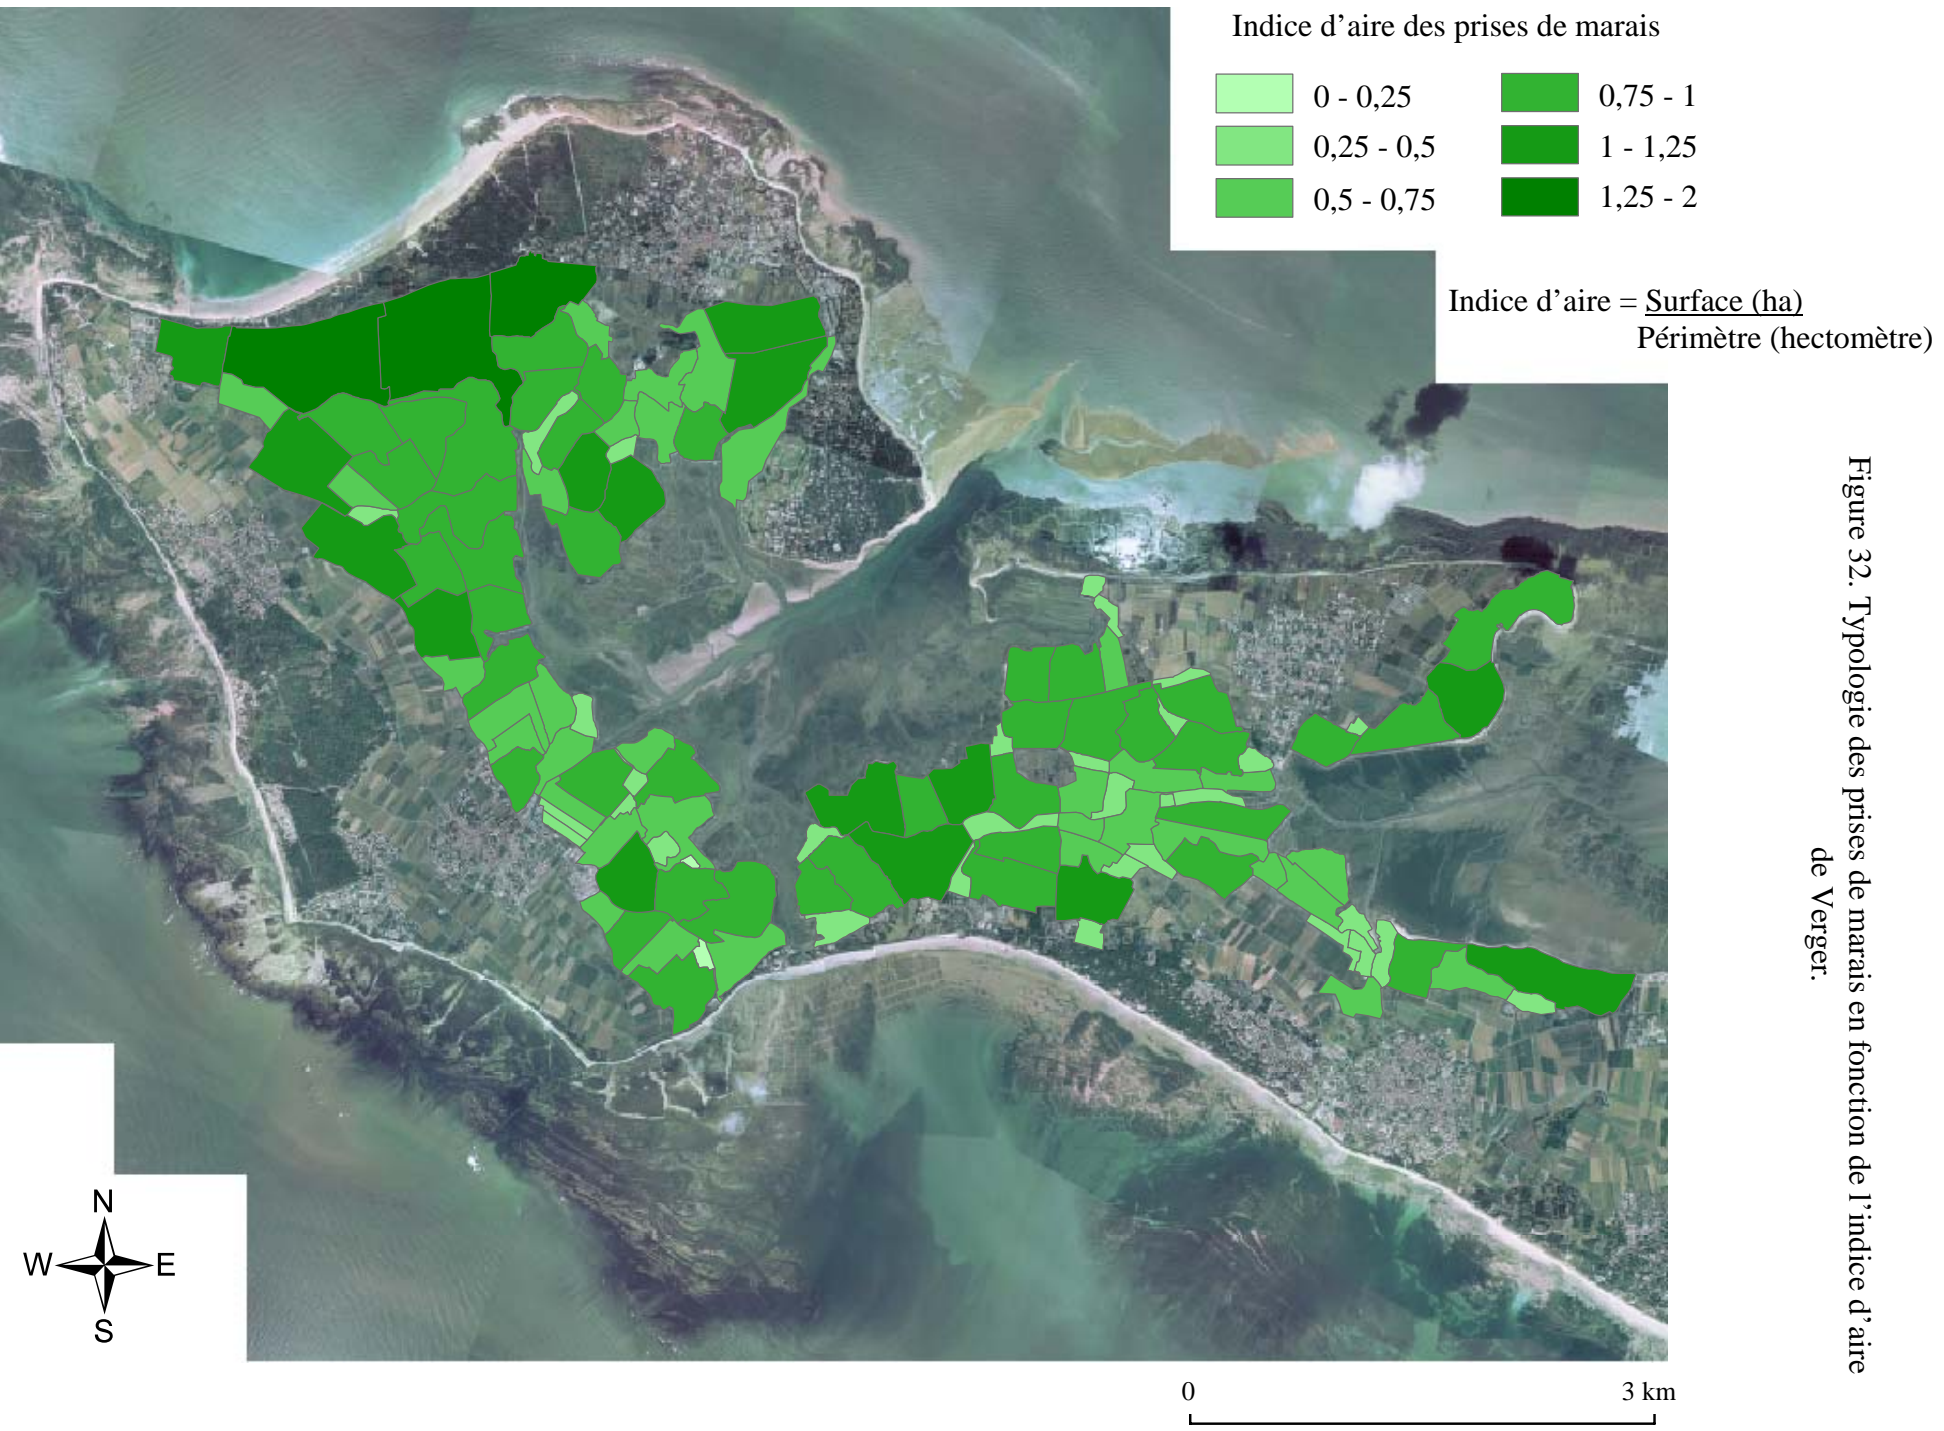 Indice d’aire des prises de marais
0 - 0,25
0,25 - 0,5
0,5 - 0,75
0,75 - 1
1 - 1,25
1,25 - 2
Indice d’aire = Surface (ha)
Périmètre (hectomètre)
Figure 32. Typologie des prises de marais en fonction de l’indice d’aire
de Verger.
N
W E
S
0 3 km